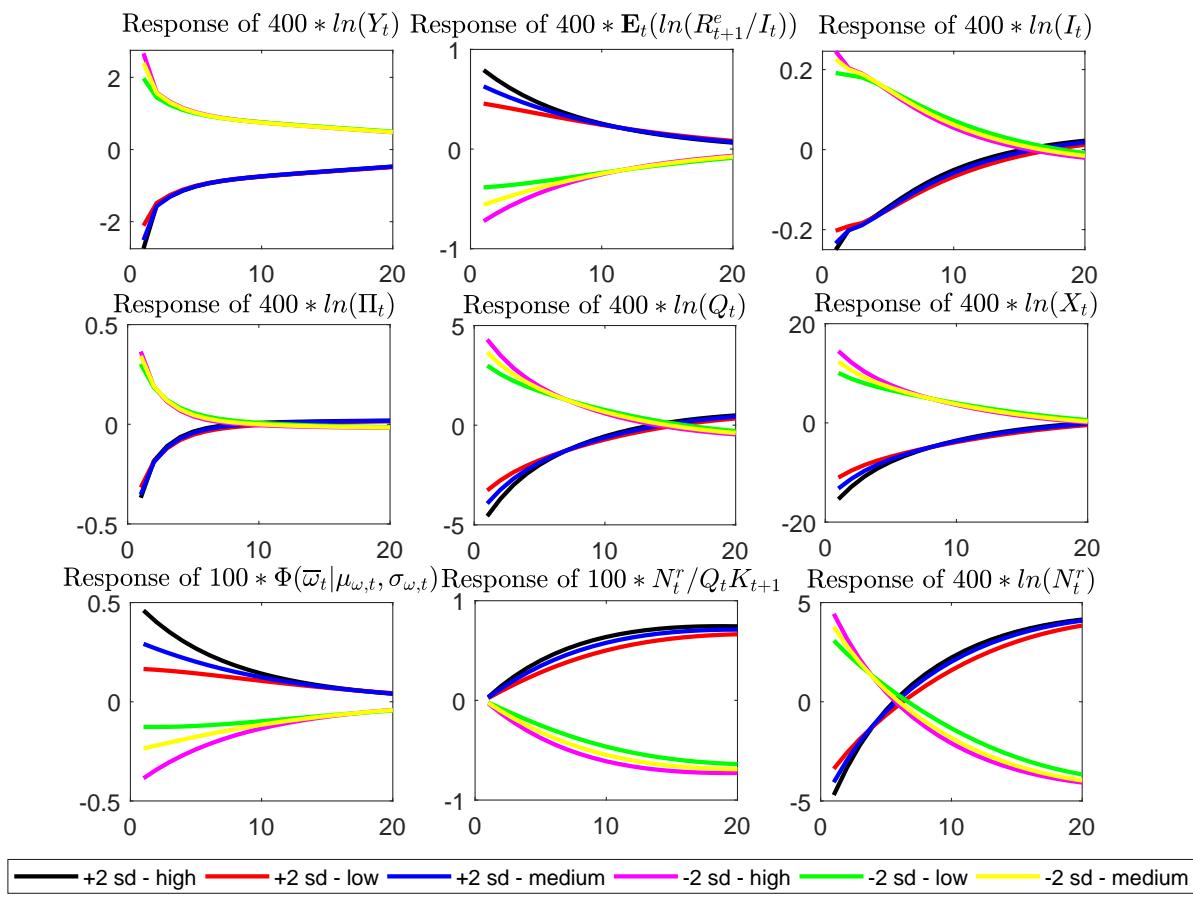 Response of 400 ∗ ln(Y_t) Response of 400 ∗ E_t(ln(R^e_{t+1}/I_t)) Response of 400 ∗ ln(I_t)
2
0
-2
0 10 20
1
0
-1
0 10 20
0.2
0
-0.2
0 10 20
Response of 400 ∗ ln(Π_t) Response of 400 ∗ ln(Q_t) Response of 400 ∗ ln(X_t)
0.5
0
-0.5
0 10 20
5
0
-5
0 10 20
20
0
-20
0 10 20
Response of 100 ∗ Φ(ω̅_t|μ_{ω,t}, σ_{ω,t}) Response of 100 ∗ N^r_t/Q_tK_{t+1} Response of 400 ∗ ln(N^r_t)
0.5
0
-0.5
0 10 20
1
0
-1
0 10 20
5
0
-5
0 10 20
+2 sd - high +2 sd - low +2 sd - medium -2 sd - high -2 sd - low -2 sd - medium